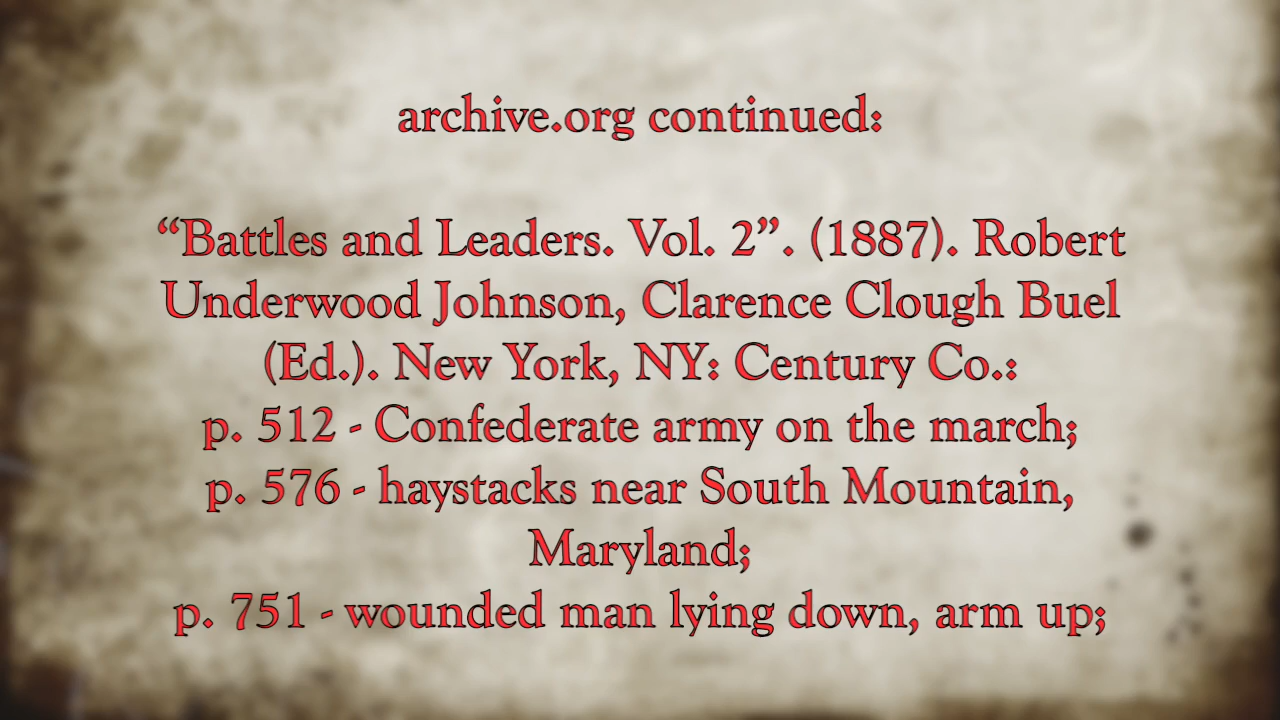 archive.org continued:
“Battles and Leaders. Vol. 2”. (1887). Robert
Underwood Johnson, Clarence Clough Buel
(Ed.). New York, NY: Century Co.:
p. 512 - Confederate army on the march;
p. 576 - haystacks near South Mountain,
Maryland;
p. 751 - wounded man lying down, arm up;